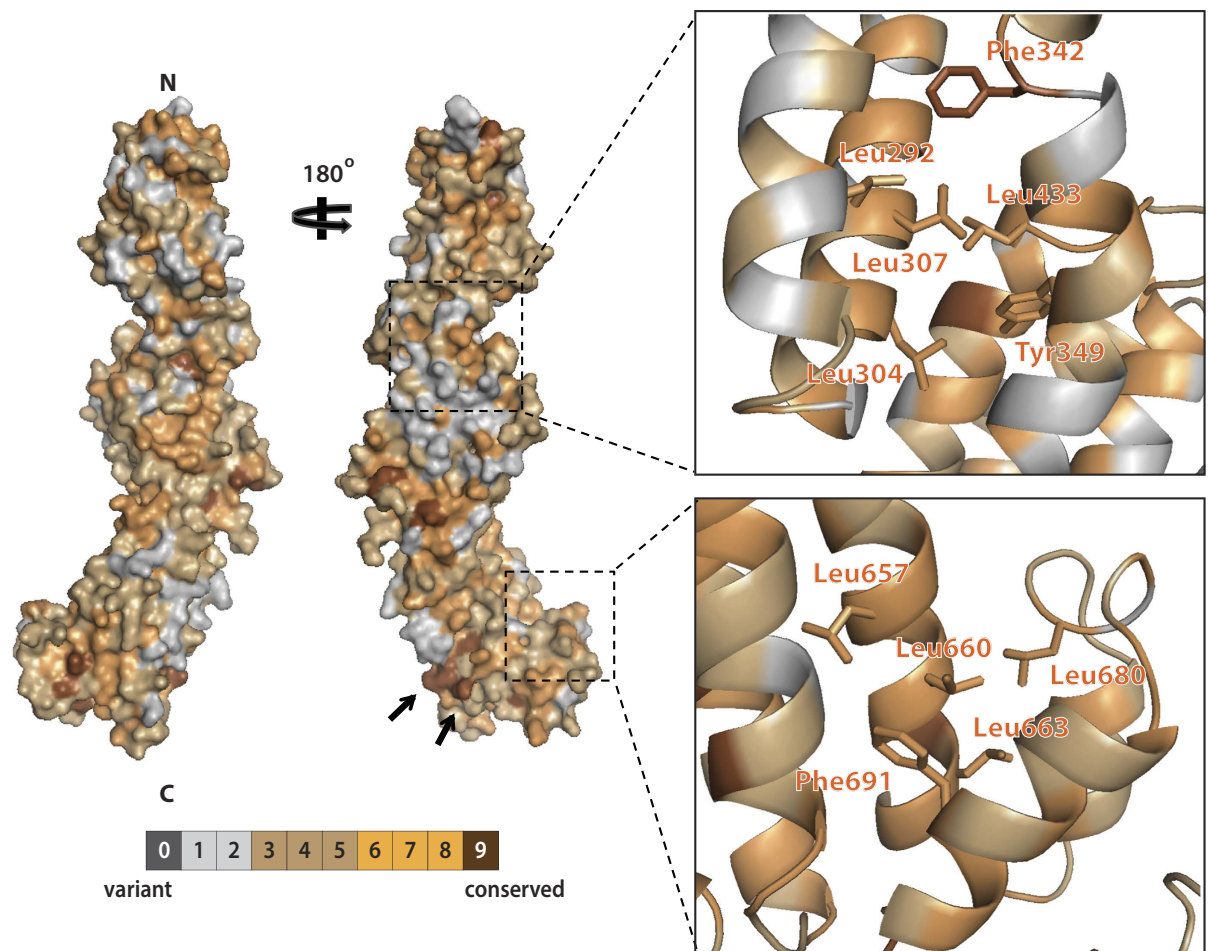 N
180°
C
0 1 2 3 4 5 6 7 8 9
variant conserved
Phe342
Leu292
Leu433
Leu307
Tyr349
Leu304
Leu657
Leu660
Leu680
Leu663
Phe691